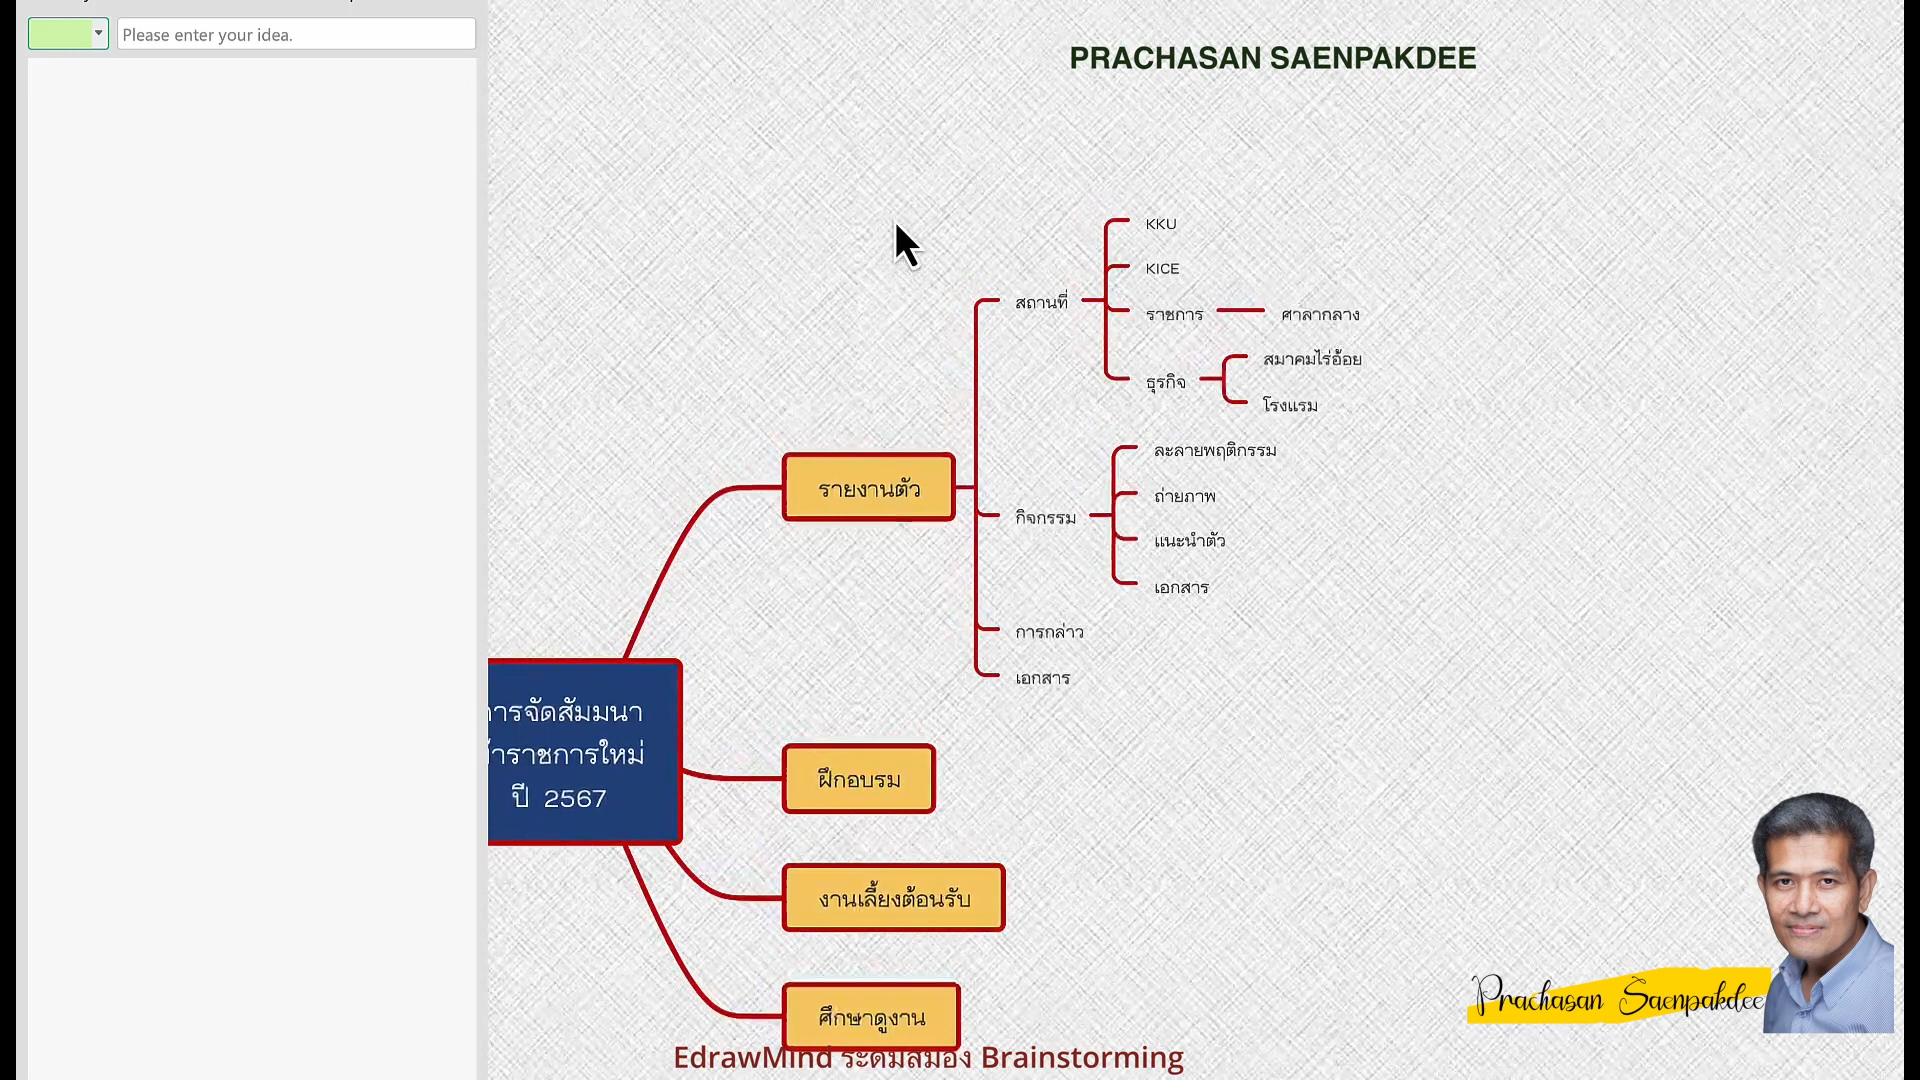 Please enter your idea.
PRACHASAN SAENPAKDEE
KKU
KICE
สถานที่
ราชการ
ศาลากลาง
สมาคมไร่อ้อย
ธุรกิจ
โรงแรม
ละลายพฤติกรรม
รายงานตัว
ถ่ายภาพ
กิจกรรม
แนะนำตัว
เอกสาร
การกล่าว
เอกสาร
การจัดสัมมนา
ข้าราชการใหม่
ปี 2567
ฝึกอบรม
งานเลี้ยงต้อนรับ
ศึกษาดูงาน
Prachasan Saenpakdee
EdrawMind ระดมสมอง Brainstorming